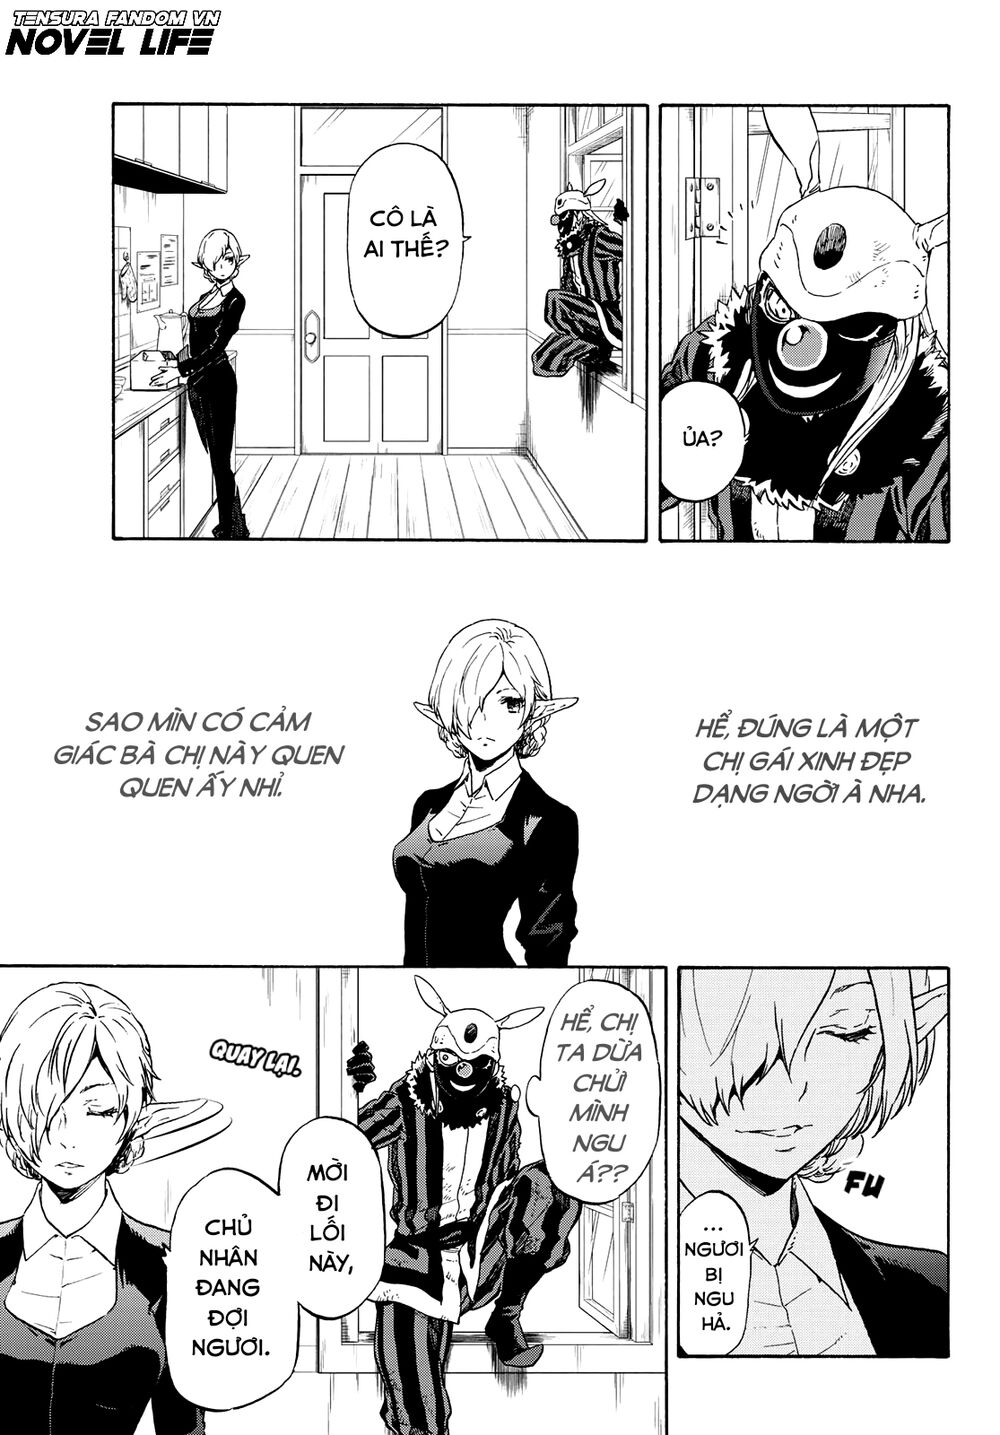 TENSURA FANDOM VN
NOVEL LIFE
ỦA?
CÔ LÀ
AI THẾ?
HỂ, ĐÚNG LÀ MỘT
CHỊ GÁI XINH ĐẸP
DẠNG NGỜI À NHA.
SAO MÌN CÓ CẢM
GIÁC BÀ CHỊ NÀY QUEN
QUEN ẤY NHỈ.
FU
...
NGƯƠI
BỊ
NGU
HẢ.
HỂ, CHỊ
TA DỪA
CHỬI
MÌNH
NGU
Á??
QUAY LẠI.
MỜI
ĐI
LỐI
NÀY,
CHỦ
NHÂN
ĐANG
ĐỢI
NGƯƠI.